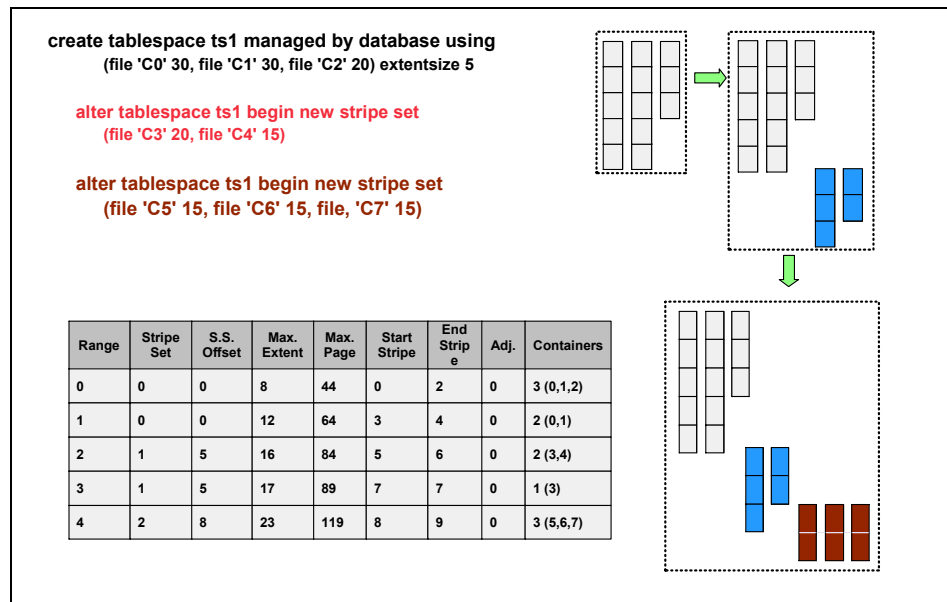 create tablespace ts1 managed by database using
(file 'C0' 30, file 'C1' 30, file 'C2' 20) extentsize 5
alter tablespace ts1 begin new stripe set
(file 'C3' 20, file 'C4' 15)
alter tablespace ts1 begin new stripe set
(file 'C5' 15, file 'C6' 15, file, 'C7' 15)
Range Stripe Set S.S. Offset Max. Extent Max. Page Start Stripe End Strip e Adj. Containers
0 0 0 8 44 0 2 0 3 (0,1,2)
1 0 0 12 64 3 4 0 2 (0,1)
2 1 5 16 84 5 6 0 2 (3,4)
3 1 5 17 89 7 7 0 1 (3)
4 2 8 23 119 8 9 0 3 (5,6,7)